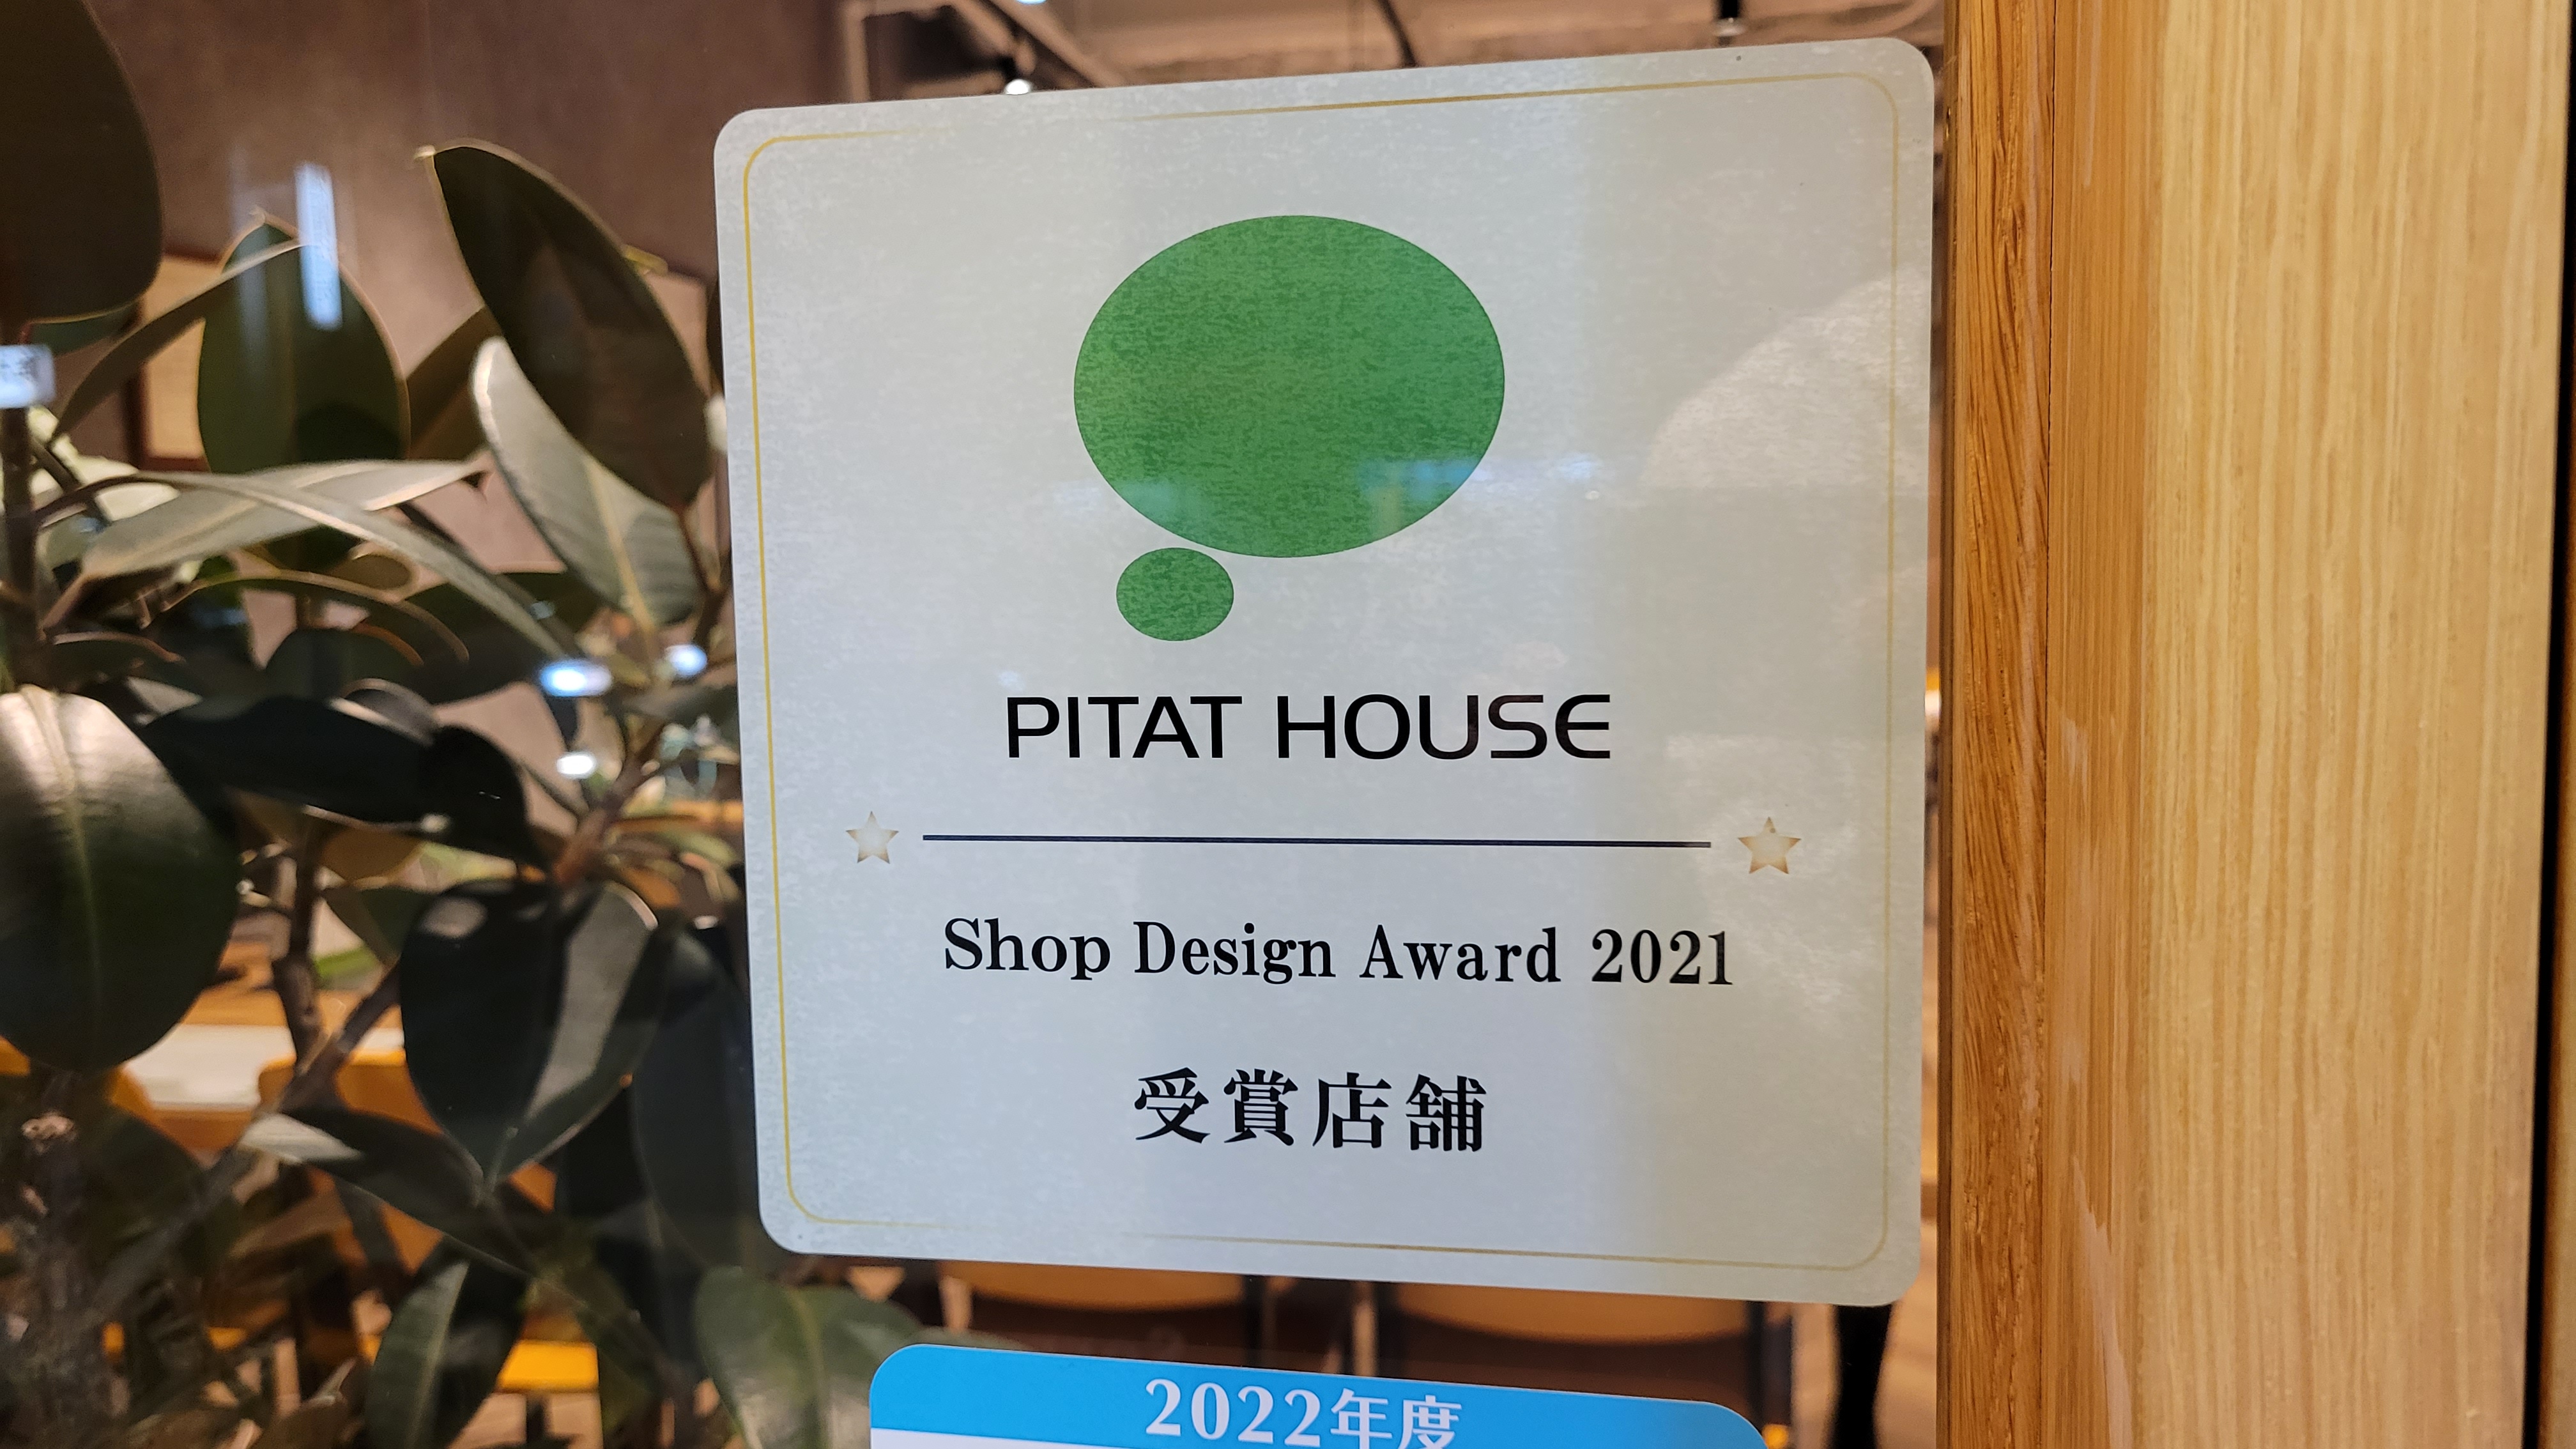 PITAT HOUSE
Shop Design Award 2021
受賞店舗
2022年度